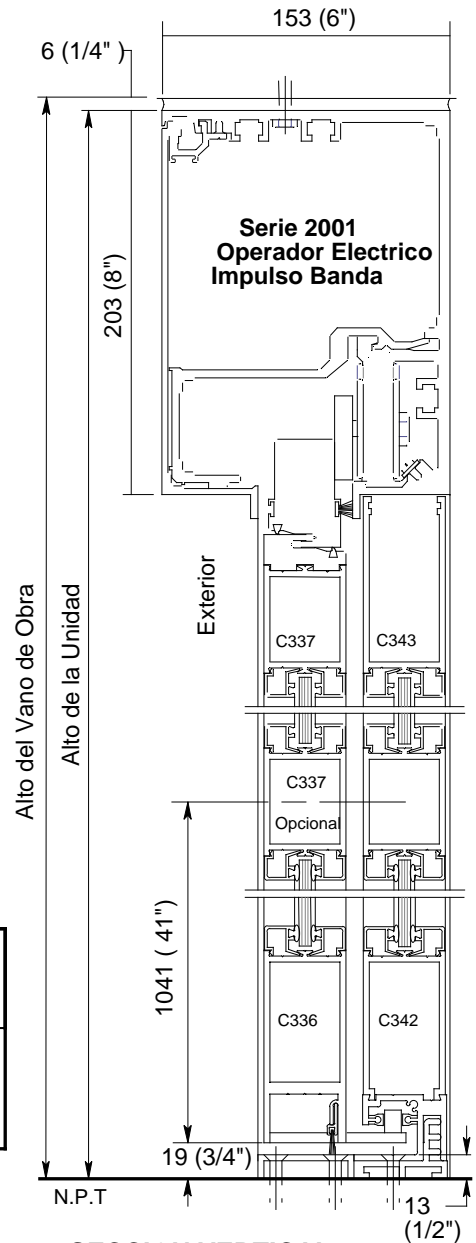 153 (6")
6 (1/4" )
203 (8")
Serie 2001
Operador Electrico
Impulso Banda
Alto del Vano de Obra
Alto de la Unidad
Exterior
C337
C343
C337
Opcional
1041 ( 41")
C336
C342
19 (3/4")
N.P.T
13
(1/2")